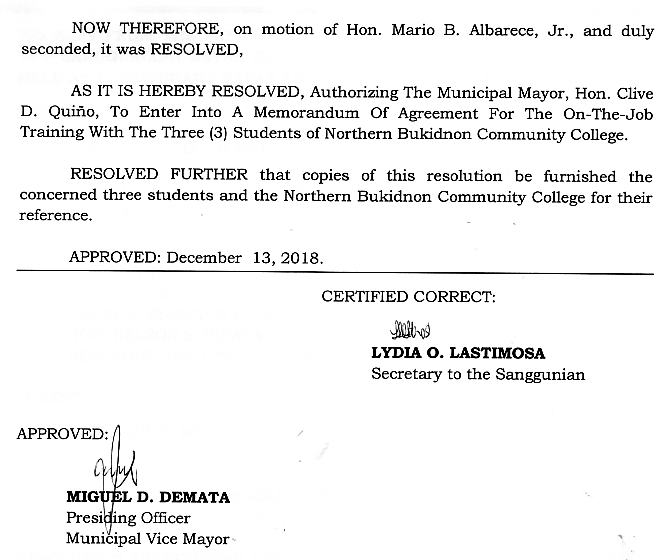 NOW THEREFORE, on motion of Hon. Mario B. Albarece, Jr., and duly
seconded, it was RESOLVED,
AS IT IS HEREBY RESOLVED, Authorizing The Municipal Mayor, Hon. Clive
D. Quiño, To Enter Into A Memorandum Of Agreement For The On-The-Job
Training With The Three (3) Students of Northern Bukidnon Community College.
RESOLVED FURTHER that copies of this resolution be furnished the
concerned three students and the Northern Bukidnon Community College for their
reference.
APPROVED: December 13, 2018.
CERTIFIED CORRECT:
LYDIA O. LASTIMOSA
Secretary to the Sanggunian
APPROVED:
MIGUEL D. DEMATA
Presiding Officer
Municipal Vice Mayor